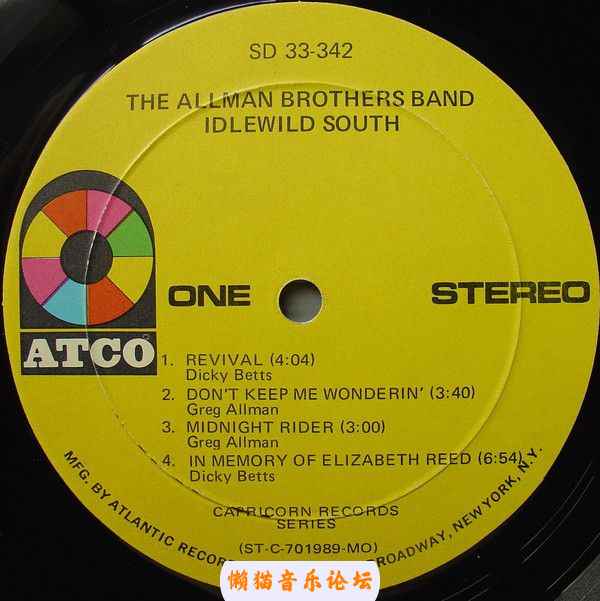 SD 33-342
THE ALLMAN BROTHERS BAND
IDLEWILD SOUTH
ATCO
ONE
STEREO
1. REVIVAL (4:04)
Dicky Betts
2. DON'T KEEP ME WONDERIN' (3:40)
Greg Allman
3. MIDNIGHT RIDER (3:00)
Greg Allman
4. IN MEMORY OF ELIZABETH REED (6:54)
Dicky Betts
CAPRICORN RECORDS
SERIES
(ST-C-701989-MO)
MFG. BY ATLANTIC RECOR BROADWAY, NEW YORK, N.Y.
懒猫音乐论坛